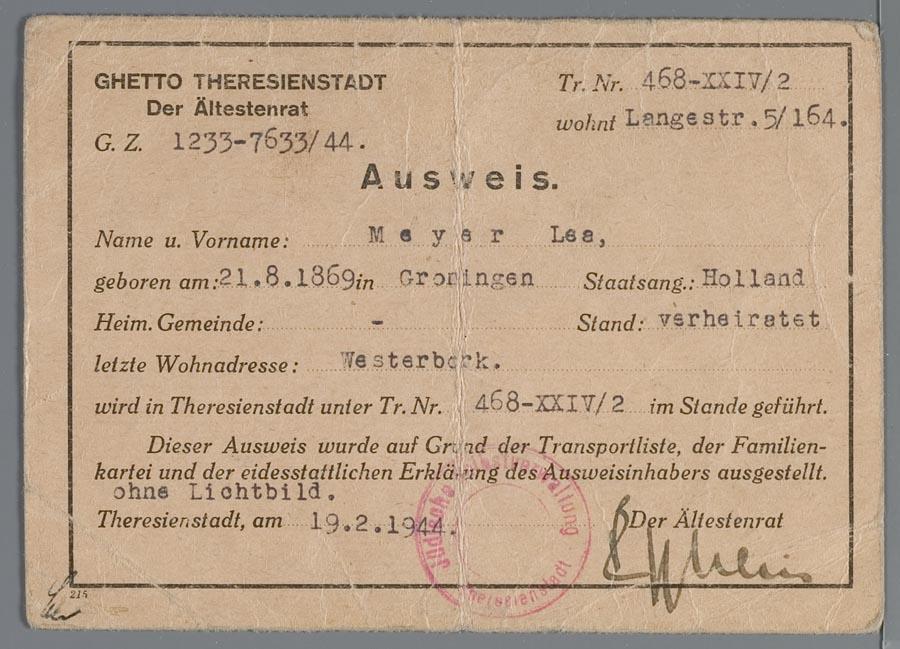 GHETTO THERESIENSTADT
Der Ältestenrat
G. Z. 1233-7633/44.
Tr. Nr. 468-XXIV/2
wohnt Langestr.5/164.
Ausweis.
Name u. Vorname: Meyer Lea,
geboren am: 21.8.1869 in Groningen Staatsang.: Holland
Heim. Gemeinde: - Stand: verheiratet
letzte Wohnadresse: Westerbork.
wird in Theresienstadt unter Tr. Nr. 468-XXIV/2 im Stande geführt.
Dieser Ausweis wurde auf Grund der Transportliste, der Familien-
kartei und der eidesstattlichen Erklärung des Ausweisinhabers ausgestellt.
ohne Lichtbild.
Theresienstadt, am 19.2.1944. Der Ältestenrat
Jüdische Selbstverwaltung
Theresienstadt
215